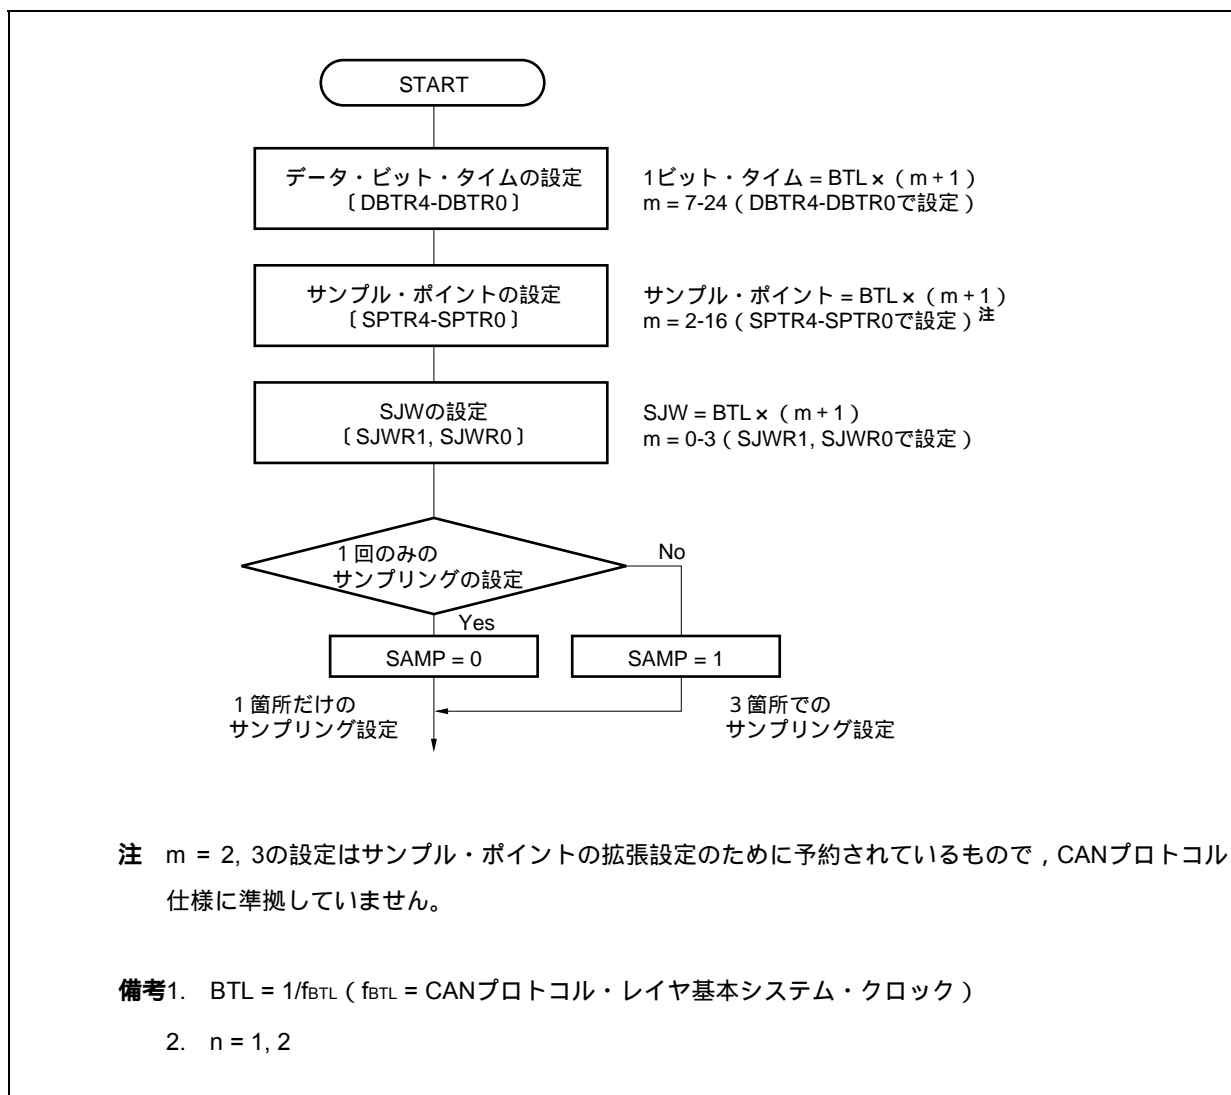 START
データ・ビット・タイムの設定
〔DBTR4-DBTR0〕
1ビット・タイム = BTL×（m + 1）
m = 7-24（DBTR4-DBTR0で設定）
サンプル・ポイントの設定
〔SPTR4-SPTR0〕
サンプル・ポイント = BTL×（m + 1）
m = 2-16（SPTR4-SPTR0で設定）注
SJWの設定
〔SJWR1, SJWR0〕
SJW = BTL×（m + 1）
m = 0-3（SJWR1, SJWR0で設定）
1回のみの
サンプリングの設定
No
Yes
SAMP = 0
SAMP = 1
1箇所だけの
サンプリング設定
3箇所での
サンプリング設定
注 m = 2, 3の設定はサンプル・ポイントの拡張設定のために予約されているもので，CANプロトコル
仕様に準拠していません。
備考1. BTL = 1/fBTL（fBTL = CANプロトコル・レイヤ基本システム・クロック）
2. n = 1, 2